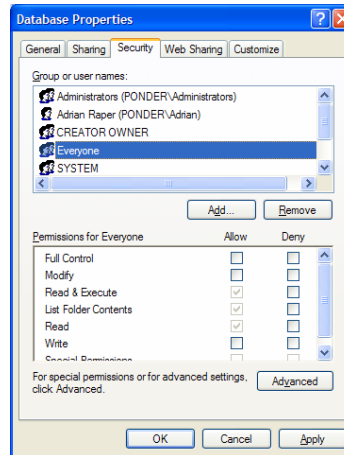 Database Properties
General Sharing Security Web Sharing Customize
Group or user names:
Administrators (PONDER\Administrators)
Adrian Raper (PONDER\Adrian)
CREATOR OWNER
Everyone
SYSTEM
Add... Remove
Permissions for Everyone Allow Deny
Full Control
Modify
Read & Execute
List Folder Contents
Read
Write
Special Permissions
For special permissions or for advanced settings,
click Advanced.
Advanced
OK Cancel Apply